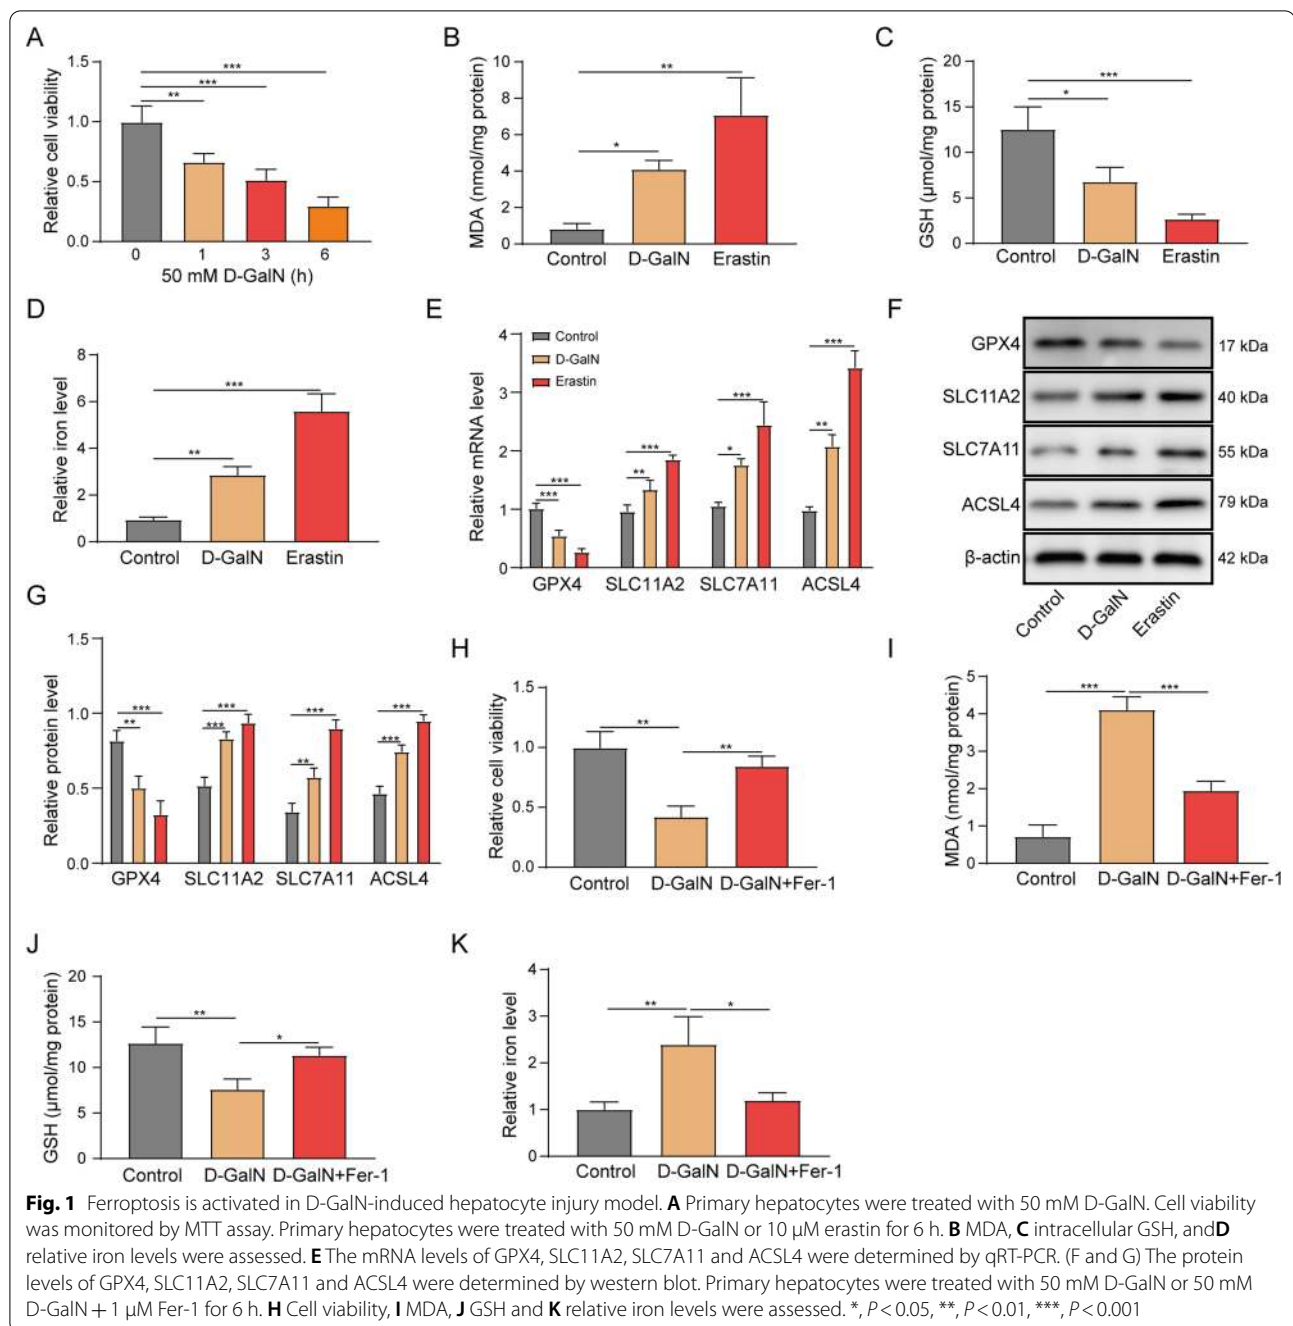 A
Relative cell viability
1.5
1.0
0.5
0.0
***
***
**
0 1 3 6
50 mM D-GalN (h)
B
MDA (nmol/mg protein)
10
8
6
4
2
0
**
*
Control D-GalN Erastin
C
GSH (μmol/mg protein)
20
15
10
5
0
***
*
Control D-GalN Erastin
D
Relative iron level
8
6
4
2
0
***
**
Control D-GalN Erastin
E
Relative mRNA level
4
3
2
1
0
Control
D-GalN
Erastin
***
***
***
**
***
*
***
**
GPX4 SLC11A2 SLC7A11 ACSL4
F
GPX4 17 kDa
SLC11A2 40 kDa
SLC7A11 55 kDa
ACSL4 79 kDa
β-actin 42 kDa
Control D-GalN Erastin
G
Relative protein level
1.5
1.0
0.5
0.0
***
**
***
***
***
**
***
***
GPX4 SLC11A2 SLC7A11 ACSL4
H
Relative cell viability
1.5
1.0
0.5
0.0
**
**
Control D-GalN D-GalN+Fer-1
I
MDA (nmol/mg protein)
5
4
3
2
1
0
*** ***
Control D-GalN D-GalN+Fer-1
J
GSH (μmol/mg protein)
20
15
10
5
0
**
*
Control D-GalN D-GalN+Fer-1
K
Relative iron level
4
3
2
1
0
** *
Control D-GalN D-GalN+Fer-1
Fig. 1 Ferroptosis is activated in D-GalN-induced hepatocyte injury model. A Primary hepatocytes were treated with 50 mM D-GalN. Cell viability
was monitored by MTT assay. Primary hepatocytes were treated with 50 mM D-GalN or 10 μM erastin for 6 h. B MDA, C intracellular GSH, andD
relative iron levels were assessed. E The mRNA levels of GPX4, SLC11A2, SLC7A11 and ACSL4 were determined by qRT-PCR. (F and G) The protein
levels of GPX4, SLC11A2, SLC7A11 and ACSL4 were determined by western blot. Primary hepatocytes were treated with 50 mM D-GalN or 50 mM
D-GalN + 1 μM Fer-1 for 6 h. H Cell viability, I MDA, J GSH and K relative iron levels were assessed. *, P < 0.05, **, P < 0.01, ***, P < 0.001